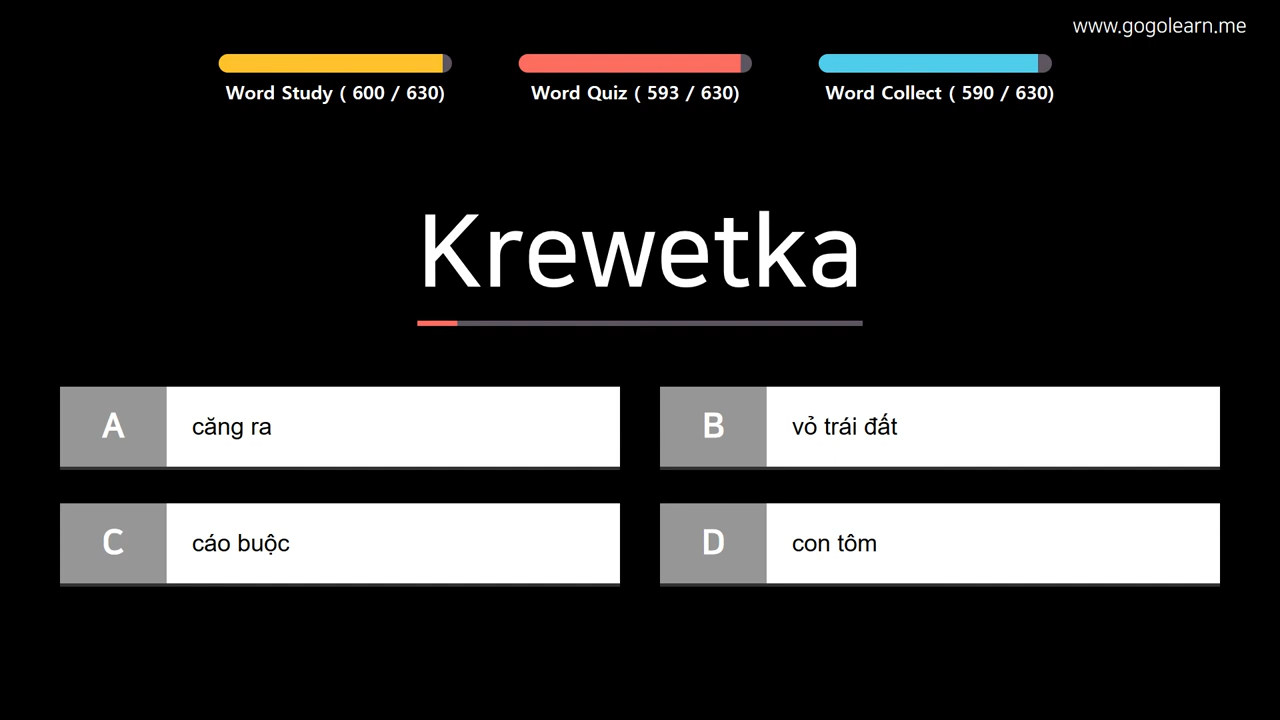 www.gogolearn.me
Word Study ( 600 / 630)
Word Quiz ( 593 / 630)
Word Collect ( 590 / 630)
Krewetka
A căng ra
B vỏ trái đất
C cáo buộc
D con tôm